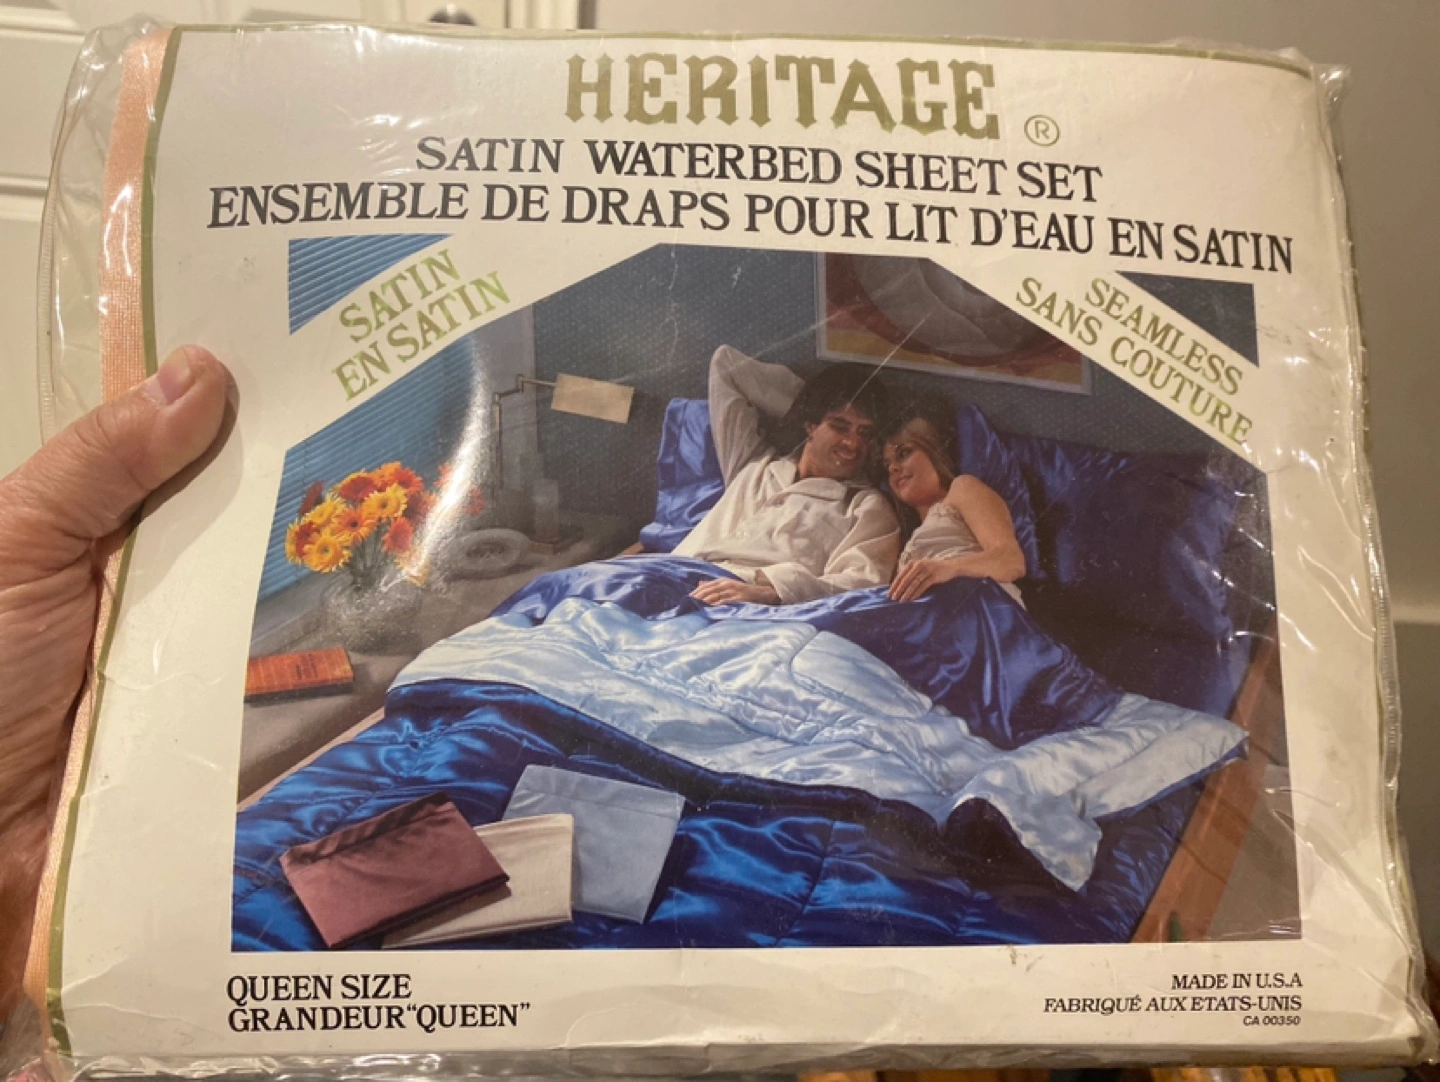 HERITAGE ®
SATIN WATERBED SHEET SET
ENSEMBLE DE DRAPS POUR LIT D'EAU EN SATIN
SATIN
EN SATIN
SEAMLESS
SANS COUTURE
QUEEN SIZE
GRANDEUR "QUEEN"
MADE IN U.S.A
FABRIQUÉ AUX ETATS-UNIS
CA 00350